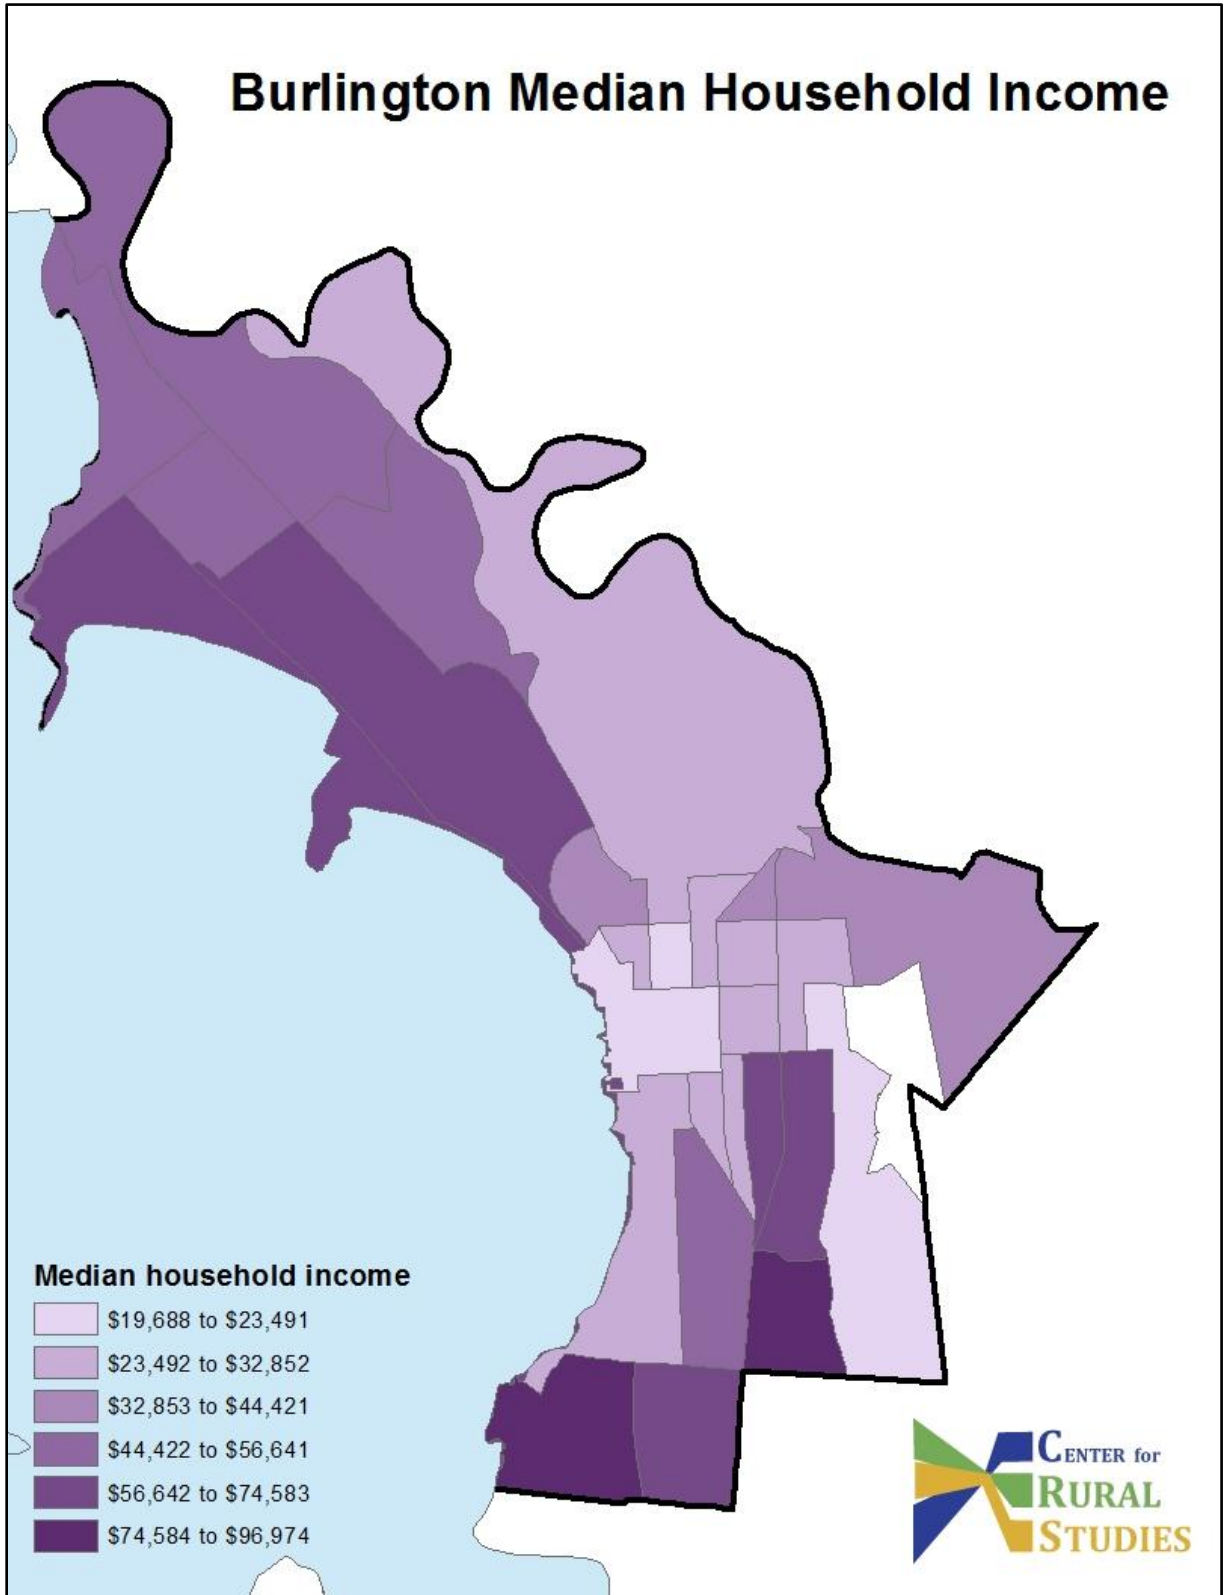 Burlington Median Household Income
Median household income
$19,688 to $23,491
$23,492 to $32,852
$32,853 to $44,421
$44,422 to $56,641
$56,642 to $74,583
$74,584 to $96,974
CENTER for
RURAL
STUDIES